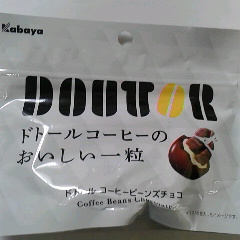 Kabaya
DOUTOR
ドトールコーヒーの
おいしい一粒
ドトール コーヒービーンズチョコ
Coffee Beans Chocolate